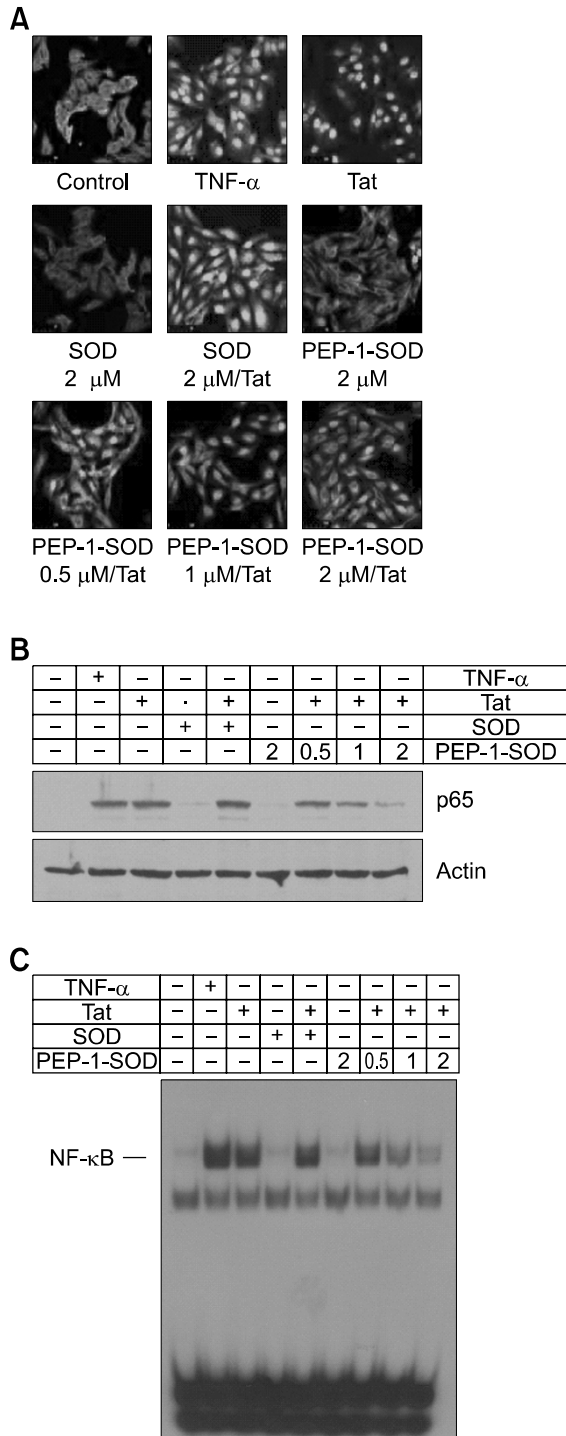 A
Control TNF-α Tat
SOD 2 μM SOD 2 μM/Tat PEP-1-SOD 2 μM
PEP-1-SOD 0.5 μM/Tat PEP-1-SOD 1 μM/Tat PEP-1-SOD 2 μM/Tat
B
– + – – – – – – – TNF-α
– – + · + – + + + Tat
– – – + + – – – – SOD
– – – – – 2 0.5 1 2 PEP-1-SOD
p65
Actin
C
TNF-α – + – – – – – – –
Tat – – + – + – + + +
SOD – – – + + – – – –
PEP-1-SOD – – – – – 2 0.5 1 2
NF-κB —